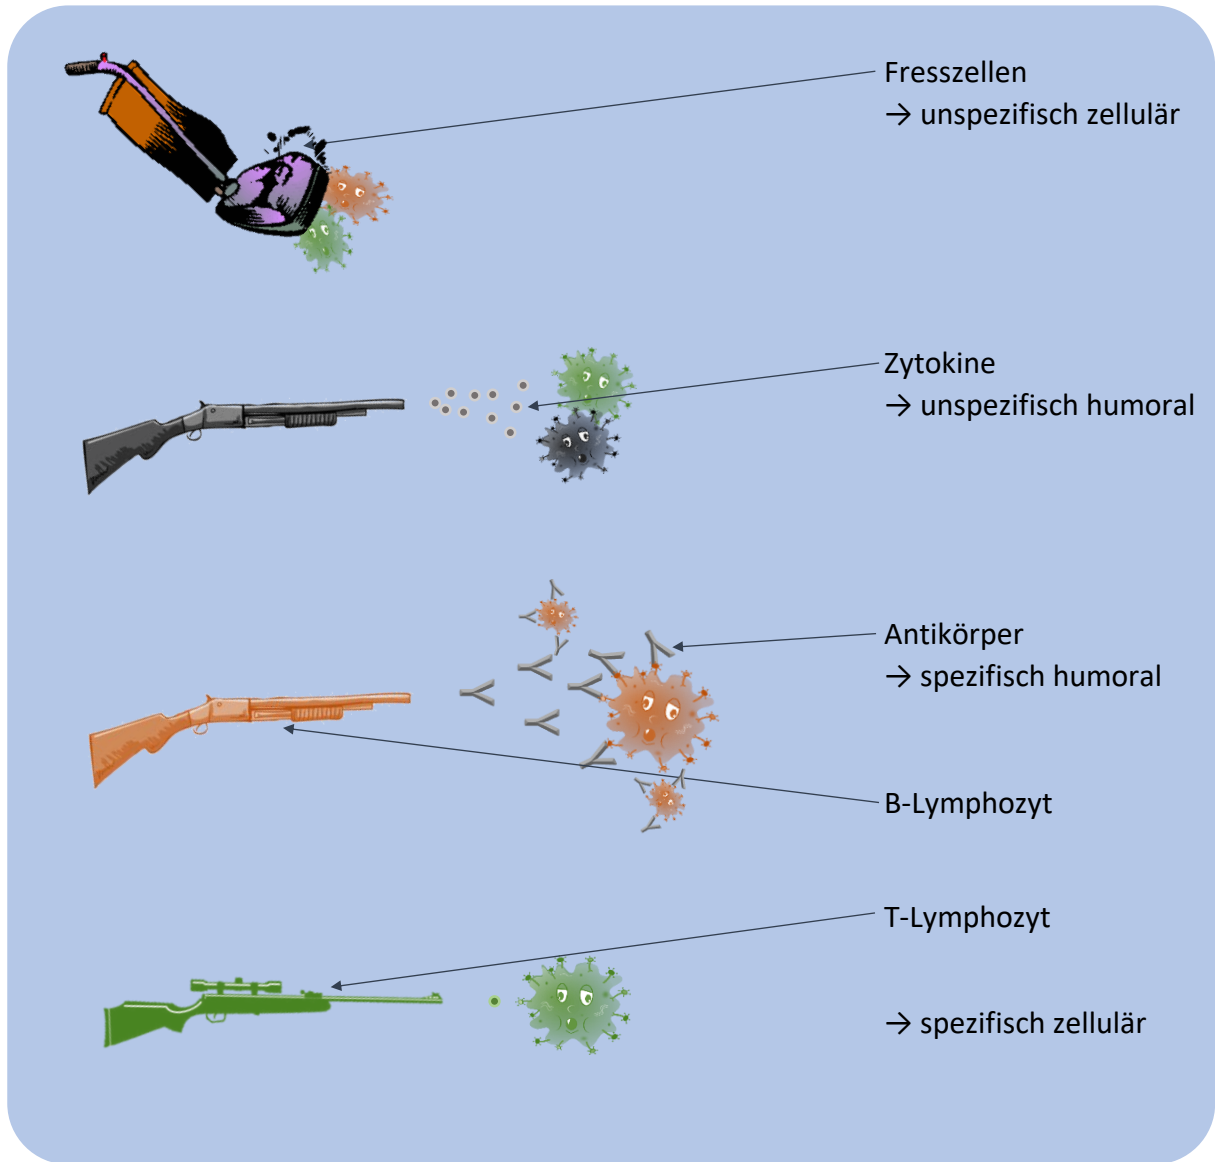 Fresszellen
→ unspezifisch zellulär
Zytokine
→ unspezifisch humoral
Antikörper
→ spezifisch humoral
B-Lymphozyt
T-Lymphozyt
→ spezifisch zellulär